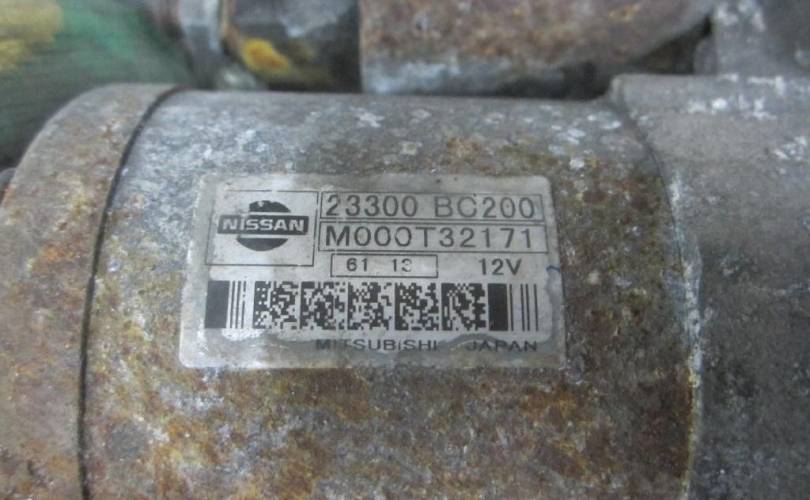 NISSAN
23300 BC200
M000T32171
61 13 12V
MITSUBISHI JAPAN